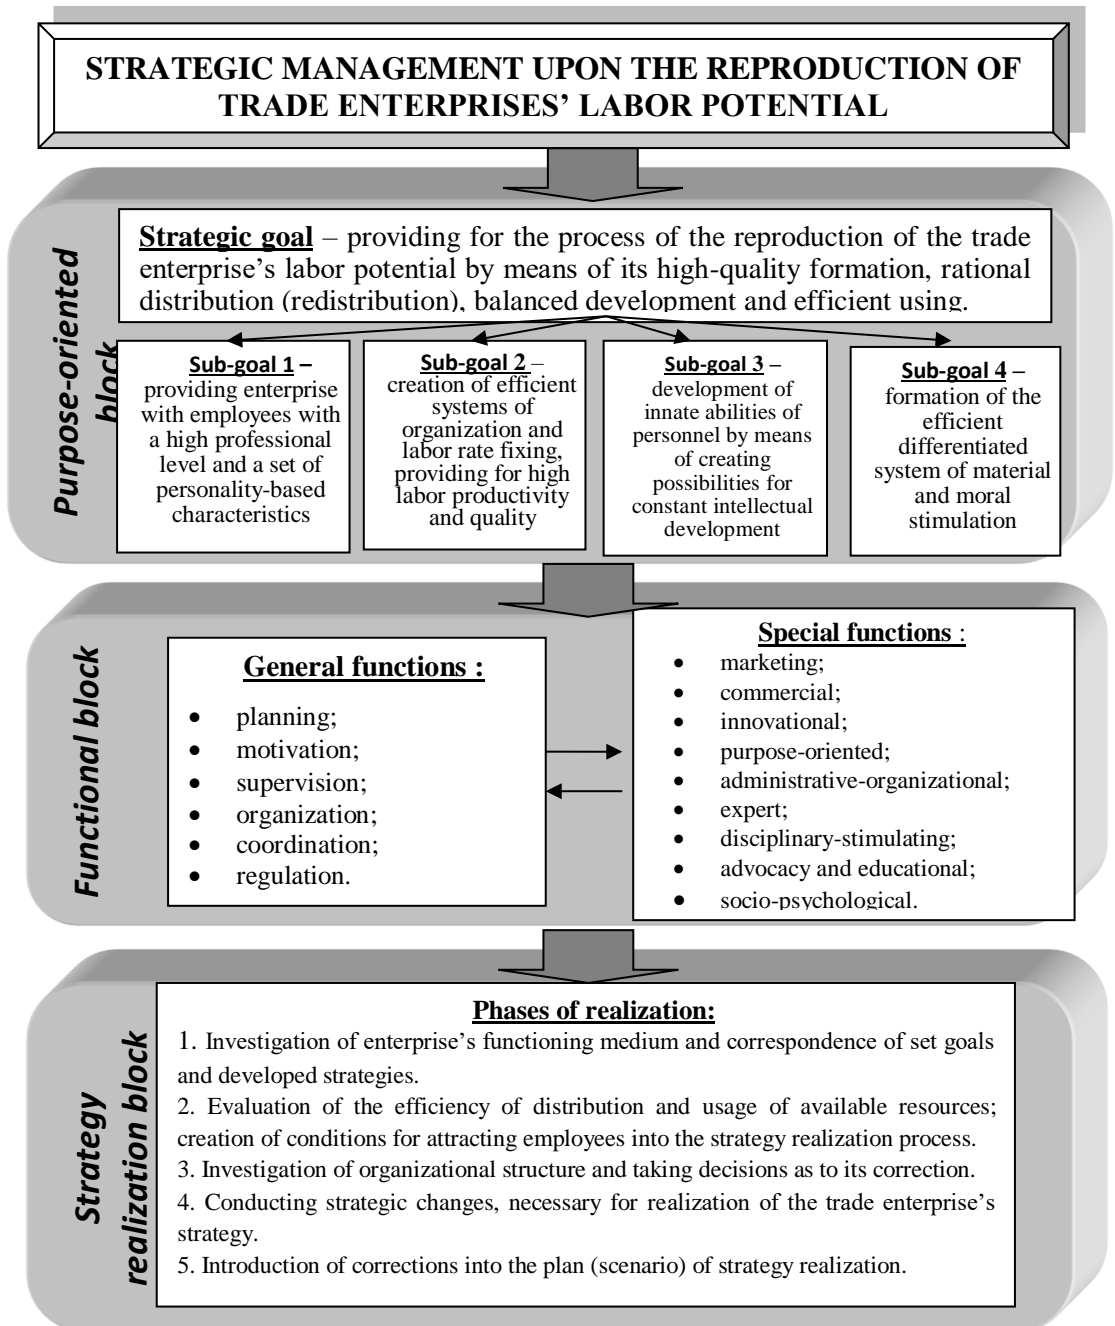 STRATEGIC MANAGEMENT UPON THE REPRODUCTION OF
TRADE ENTERPRISES’ LABOR POTENTIAL
Purpose-oriented
block
Strategic goal – providing for the process of the reproduction of the trade
enterprise’s labor potential by means of its high-quality formation, rational
distribution (redistribution), balanced development and efficient using.
Sub-goal 1 –
providing enterprise
with employees with
a high professional
level and a set of
personality-based
characteristics
Sub-goal 2 –
creation of efficient
systems of
organization and
labor rate fixing,
providing for high
labor productivity
and quality
Sub-goal 3 –
development of
innate abilities of
personnel by means
of creating
possibilities for
constant intellectual
development
Sub-goal 4 –
formation of the
efficient
differentiated
system of material
and moral
stimulation
Functional block
General functions :
• planning;
• motivation;
• supervision;
• organization;
• coordination;
• regulation.
Special functions :
• marketing;
• commercial;
• innovational;
• purpose-oriented;
• administrative-organizational;
• expert;
• disciplinary-stimulating;
• advocacy and educational;
• socio-psychological.
Strategy
realization block
Phases of realization:
1. Investigation of enterprise’s functioning medium and correspondence of set goals
and developed strategies.
2. Evaluation of the efficiency of distribution and usage of available resources;
creation of conditions for attracting employees into the strategy realization process.
3. Investigation of organizational structure and taking decisions as to its correction.
4. Conducting strategic changes, necessary for realization of the trade enterprise’s
strategy.
5. Introduction of corrections into the plan (scenario) of strategy realization.